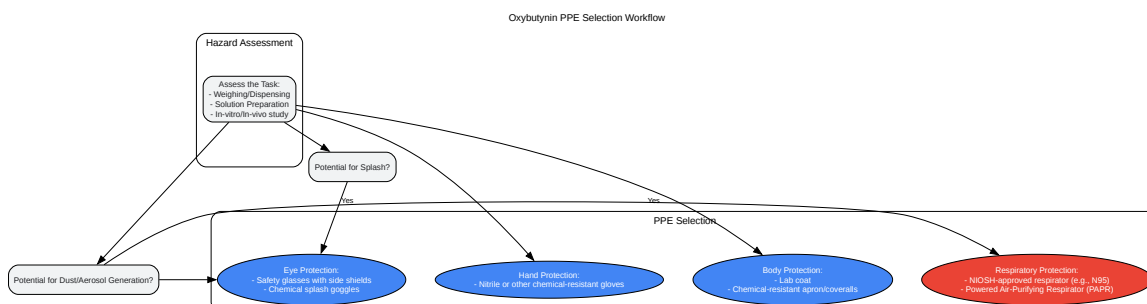 Oxybutynin PPE Selection Workflow
Hazard Assessment
Assess the Task:
- Weighing/Dispensing
- Solution Preparation
- In-vitro/In-vivo study
Potential for Splash?
Yes
Yes
PPE Selection
Potential for Dust/Aerosol Generation?
Eye Protection:
- Safety glasses with side shields
- Chemical splash goggles
Hand Protection:
- Nitrile or other chemical-resistant gloves
Body Protection:
- Lab coat
- Chemical-resistant apron/coveralls
Respiratory Protection:
- NIOSH-approved respirator (e.g., N95)
- Powered Air-Purifying Respirator (PAPR)